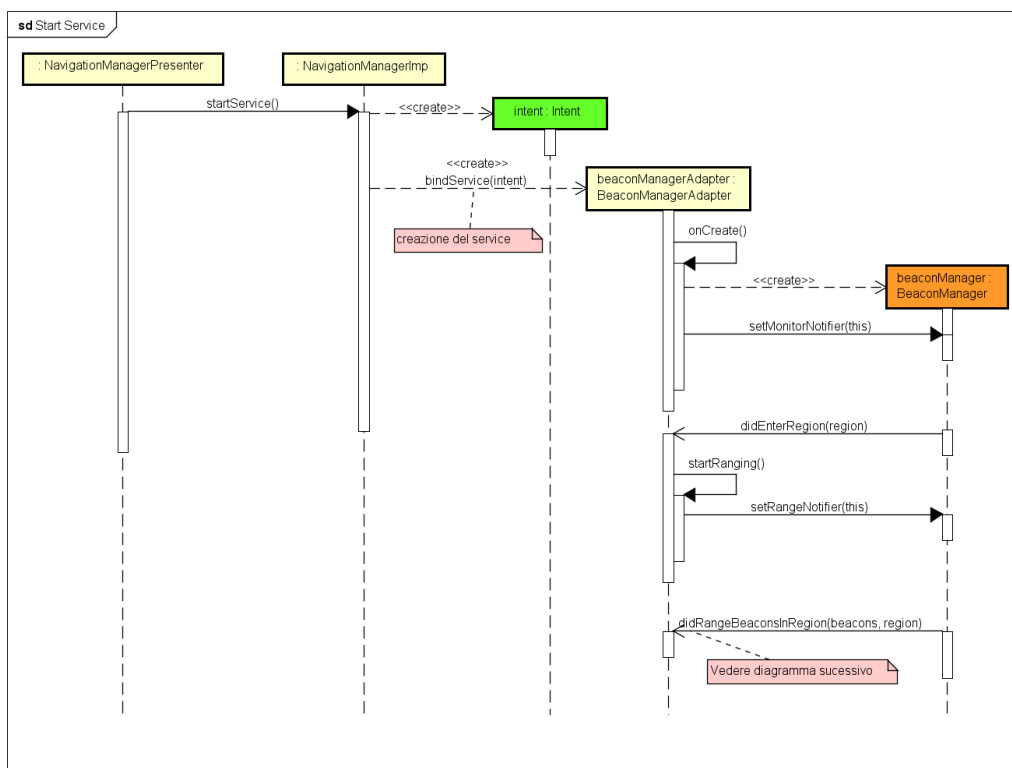 sd Start Service
: NavigationManagerPresenter
: NavigationManagerImp
startService()
<<create>>
intent : Intent
<<create>>
bindService(intent)
beaconManagerAdapter :
BeaconManagerAdapter
creazione del service
onCreate()
<<create>>
beaconManager :
BeaconManager
setMonitorNotifier(this)
didEnterRegion(region)
startRanging()
setRangeNotifier(this)
didRangeBeaconsInRegion(beacons, region)
Vedere diagramma sucessivo